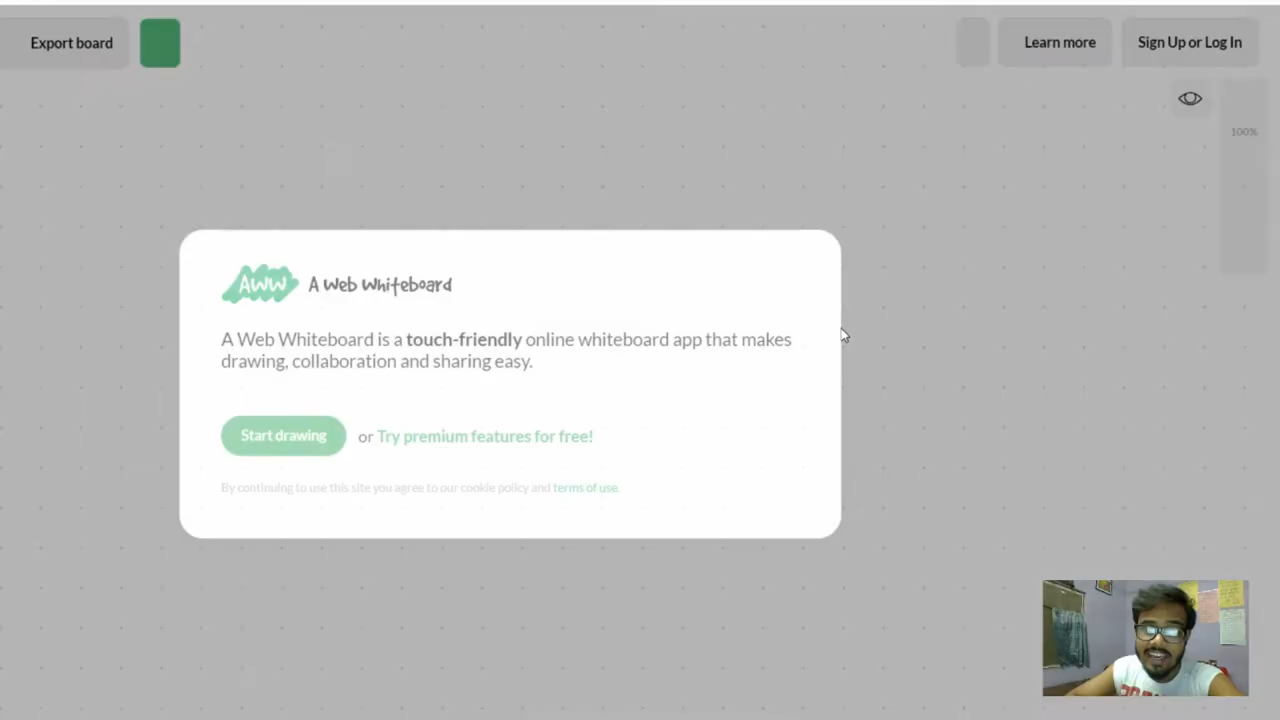 Export board
Learn more
Sign Up or Log In
100%
AWW A Web Whiteboard
A Web Whiteboard is a touch-friendly online whiteboard app that makes
drawing, collaboration and sharing easy.
Start drawing or Try premium features for free!
By continuing to use this site you agree to our cookie policy and terms of use.